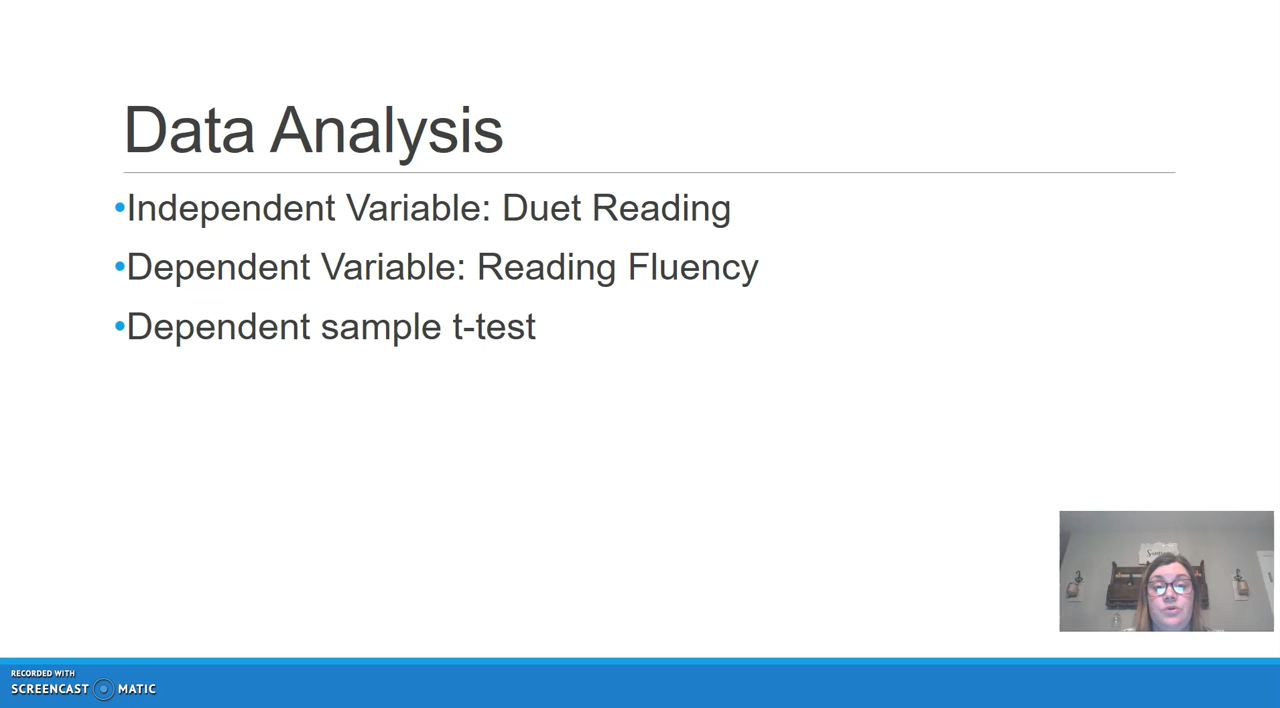 Data Analysis
•Independent Variable: Duet Reading
•Dependent Variable: Reading Fluency
•Dependent sample t-test
RECORDED WITH
SCREENCAST MATIC